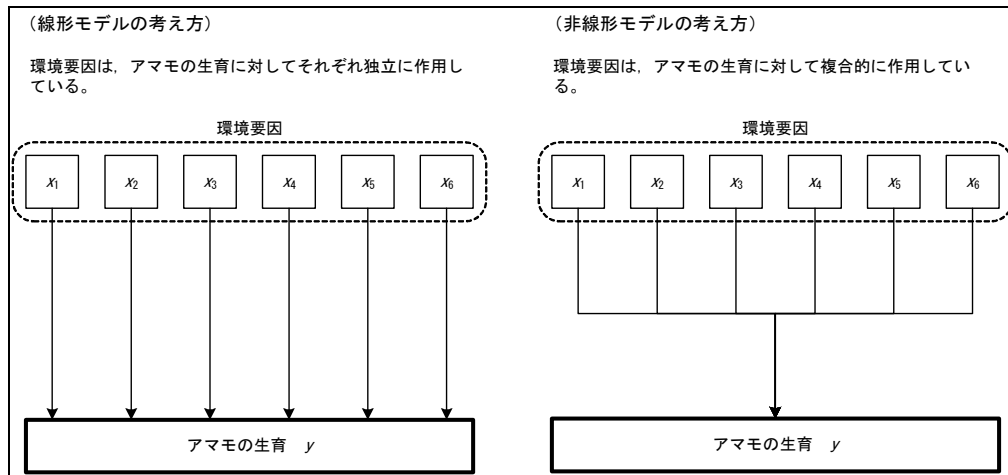 （線形モデルの考え方）
環境要因は，アマモの生育に対してそれぞれ独立に作用し
ている。
環境要因
x1
x2
x3
x4
x5
x6
アマモの生育　y
（非線形モデルの考え方）
環境要因は，アマモの生育に対して複合的に作用してい
る。
環境要因
x1
x2
x3
x4
x5
x6
アマモの生育　y